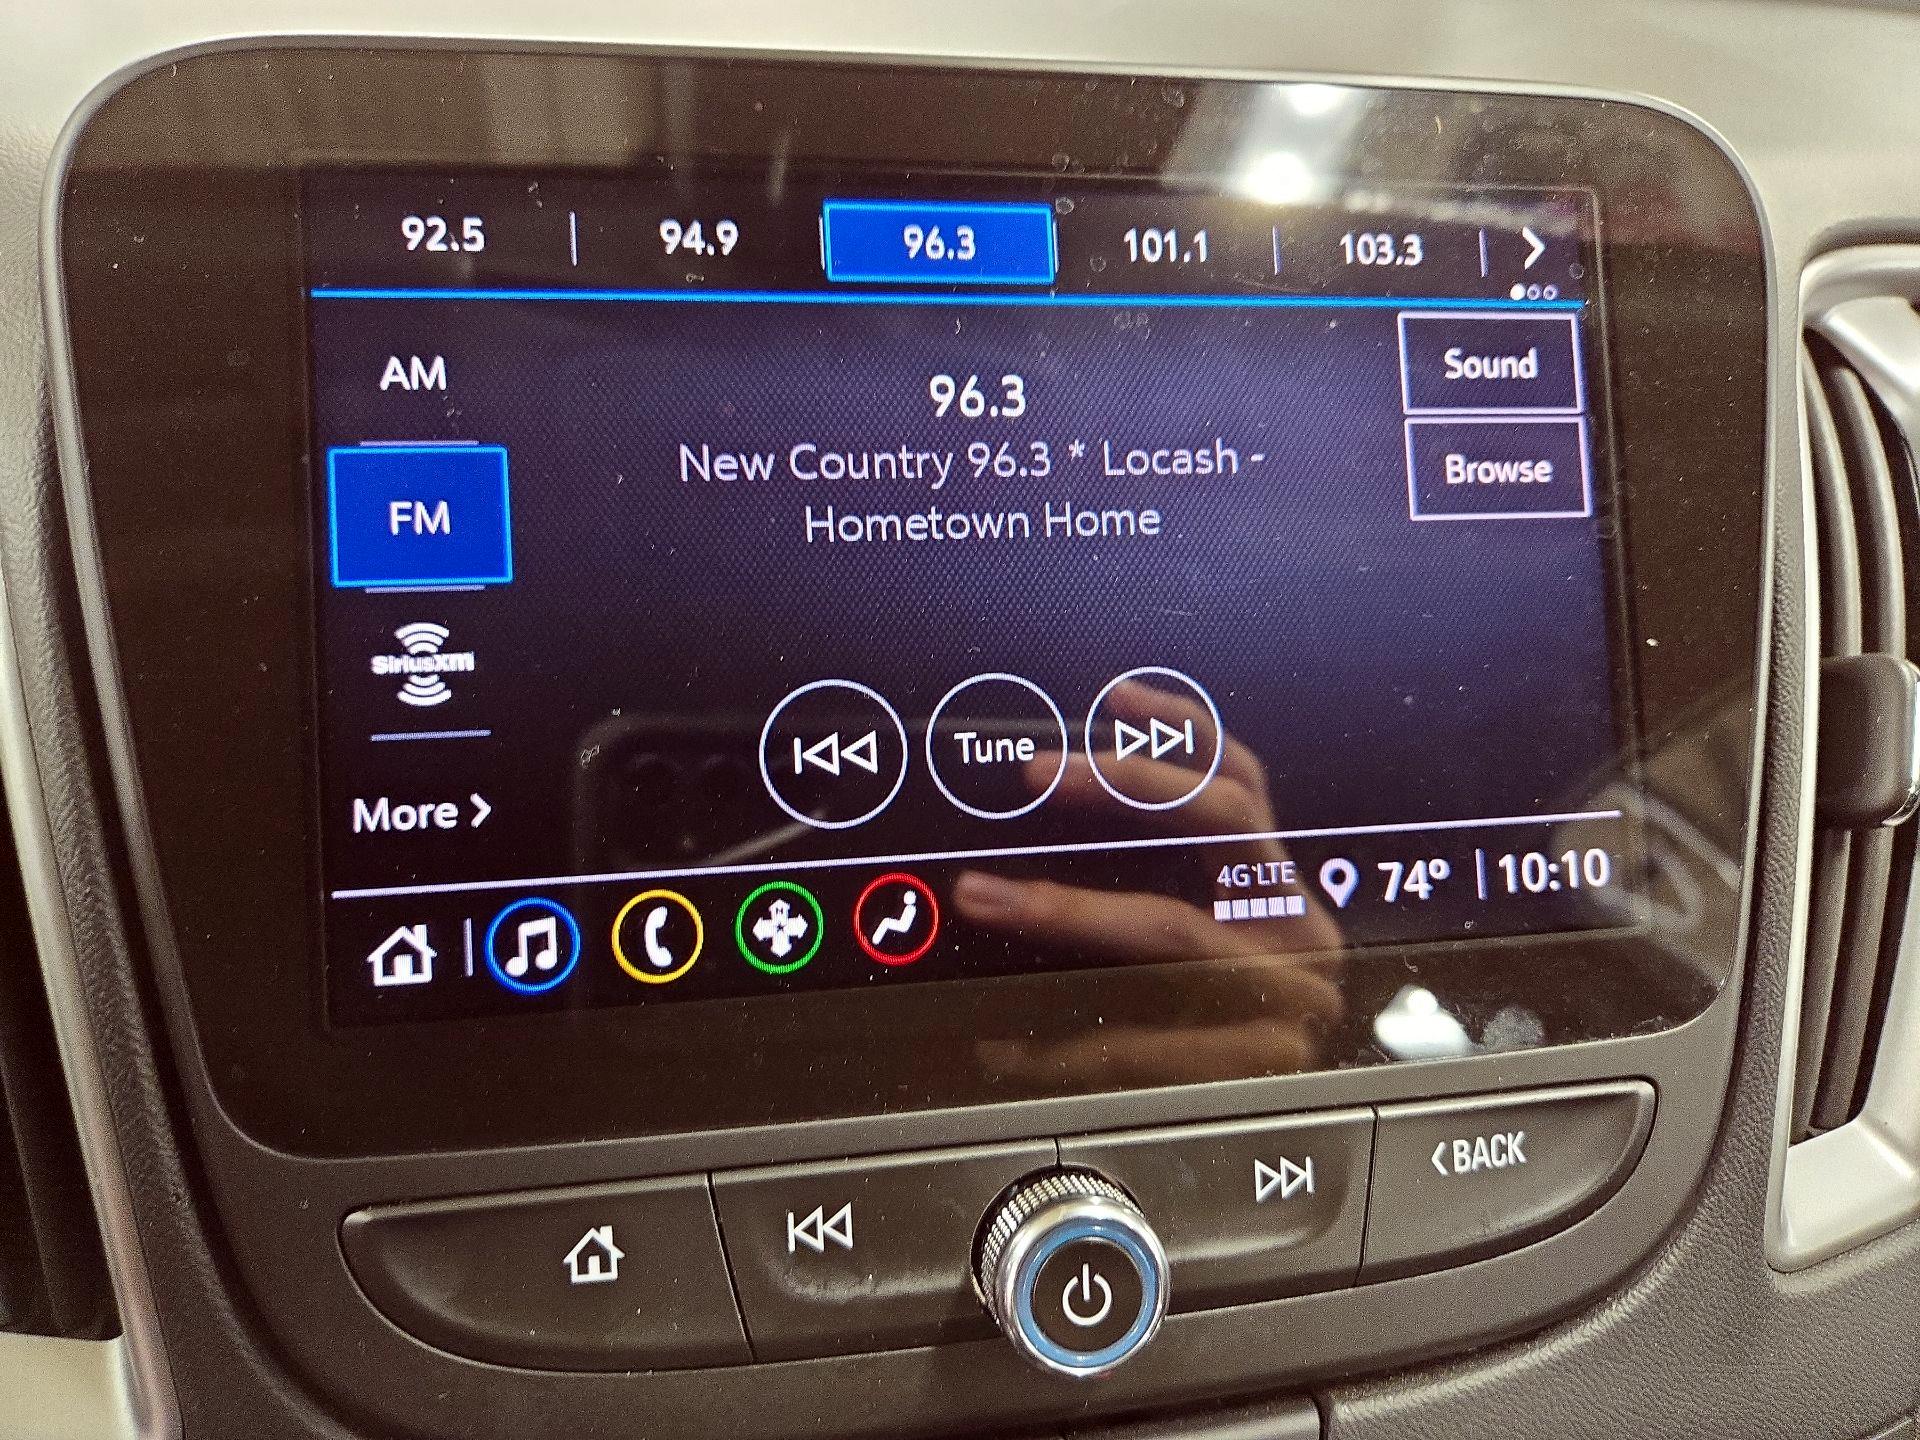 92.5 | 94.9 96.3 101.1 | 103.3 |
AM
Sound
96.3
New Country 96.3 * Locash -
Browse
FM
Hometown Home
SiriusXM
Tune
More
4G LTE 74° | 10:10
BACK